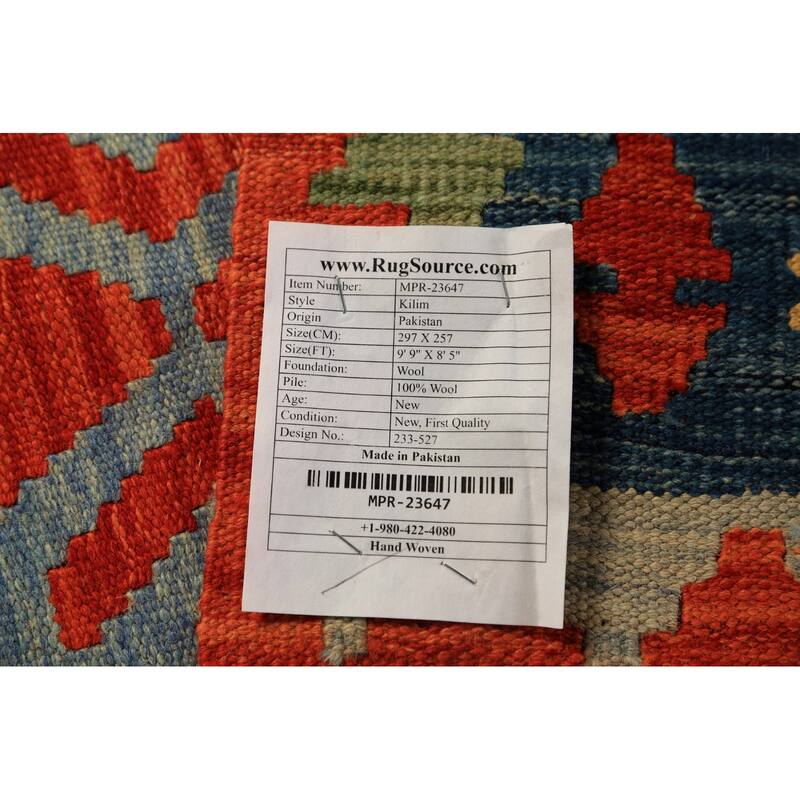 www.RugSource.com
Item Number: MPR-23647
Style Kilim
Origin Pakistan
Size(CM): 297 X 257
Size(FT): 9' 9" X 8' 5"
Foundation: Wool
Pile: 100% Wool
Age: New
Condition: New, First Quality
Design No.: 233-527
Made in Pakistan
MPR-23647
+1-980-422-4080
Hand Woven